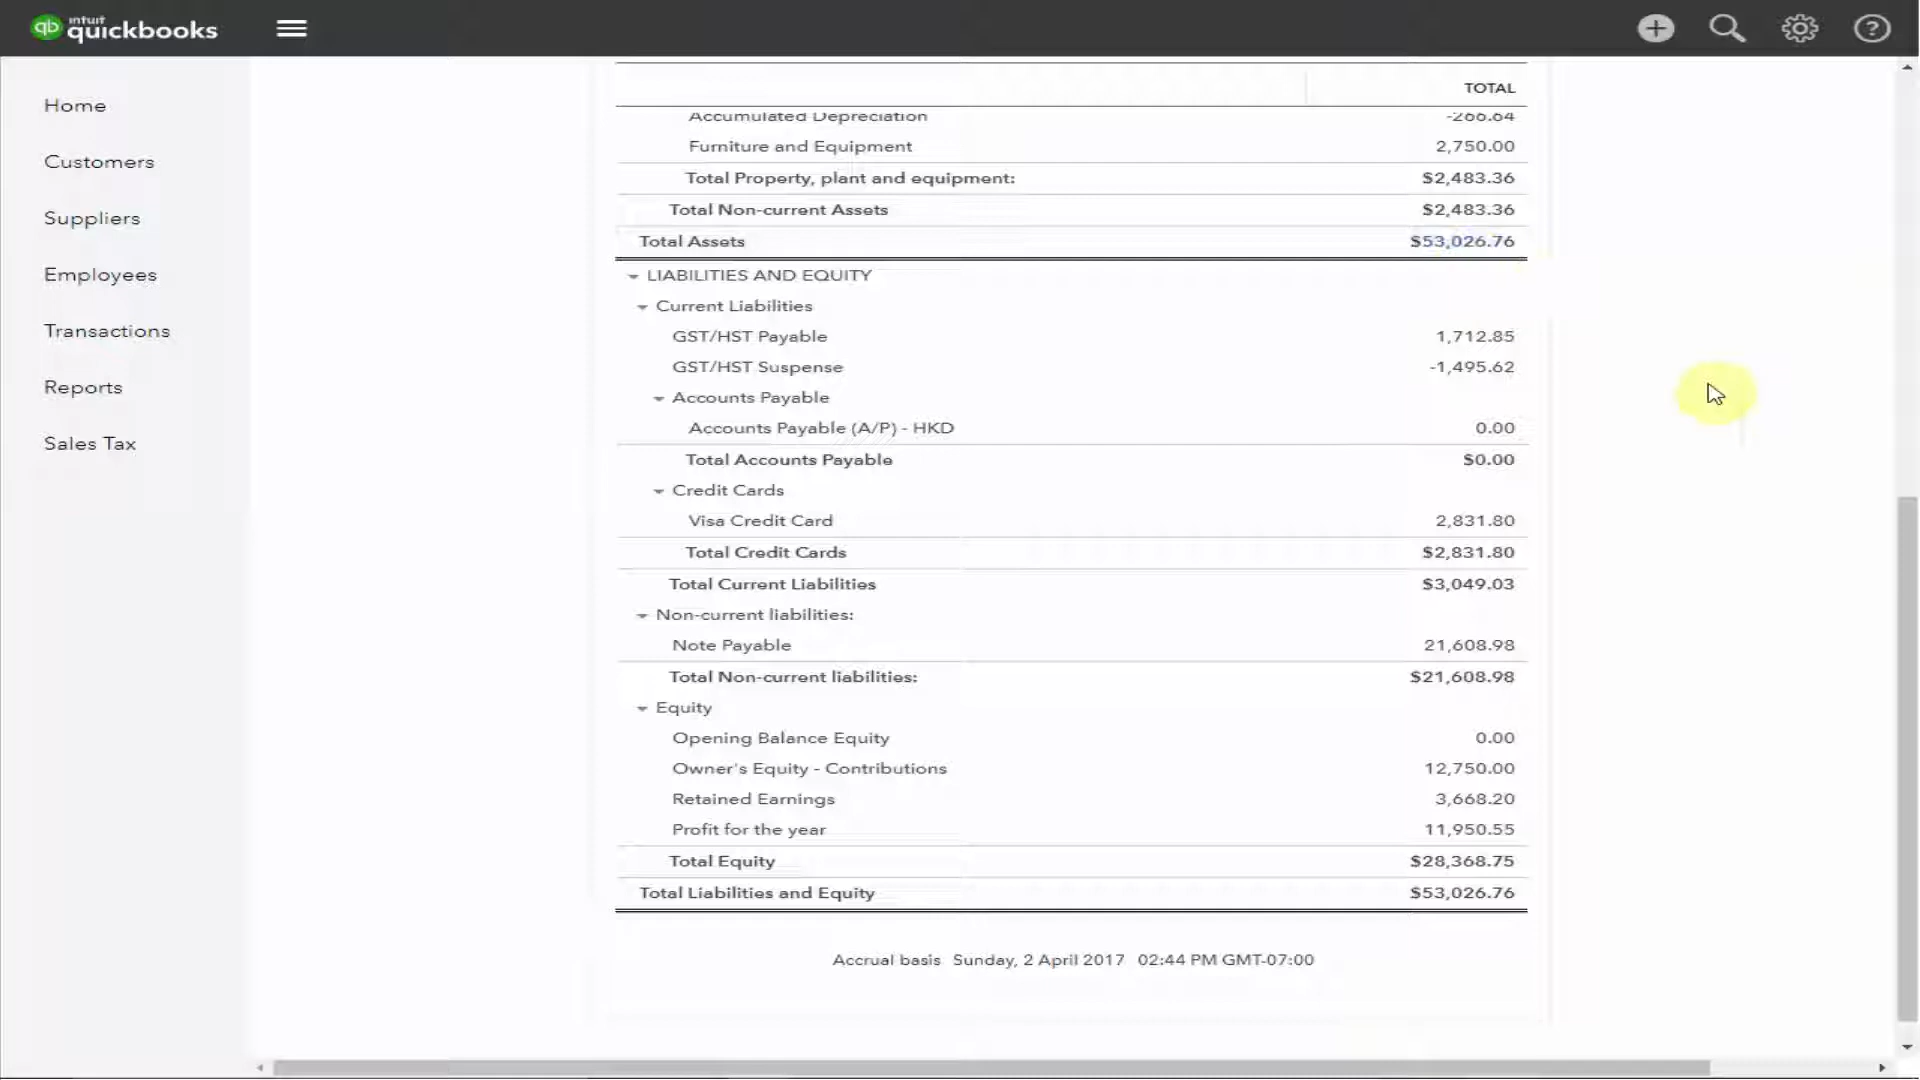 intuit
qb quickbooks
Home
Customers
Suppliers
Employees
Transactions
Reports
Sales Tax
TOTAL
Accumulated Depreciation -266.64
Furniture and Equipment 2,750.00
Total Property, plant and equipment: $2,483.36
Total Non-current Assets $2,483.36
Total Assets $53,026.76
LIABILITIES AND EQUITY
Current Liabilities
GST/HST Payable 1,712.85
GST/HST Suspense -1,495.62
Accounts Payable
Accounts Payable (A/P) - HKD 0.00
Total Accounts Payable $0.00
Credit Cards
Visa Credit Card 2,831.80
Total Credit Cards $2,831.80
Total Current Liabilities $3,049.03
Non-current liabilities:
Note Payable 21,608.98
Total Non-current liabilities: $21,608.98
Equity
Opening Balance Equity 0.00
Owner's Equity - Contributions 12,750.00
Retained Earnings 3,668.20
Profit for the year 11,950.55
Total Equity $28,368.75
Total Liabilities and Equity $53,026.76
Accrual basis Sunday, 2 April 2017 02:44 PM GMT-07:00